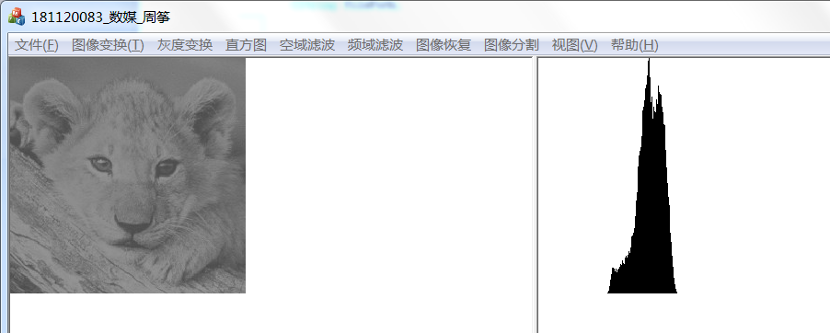 181120083_数媒_周筝
文件(F) 图像变换(T) 灰度变换 直方图 空域滤波 频域滤波 图像恢复 图像分割 视图(V) 帮助(H)